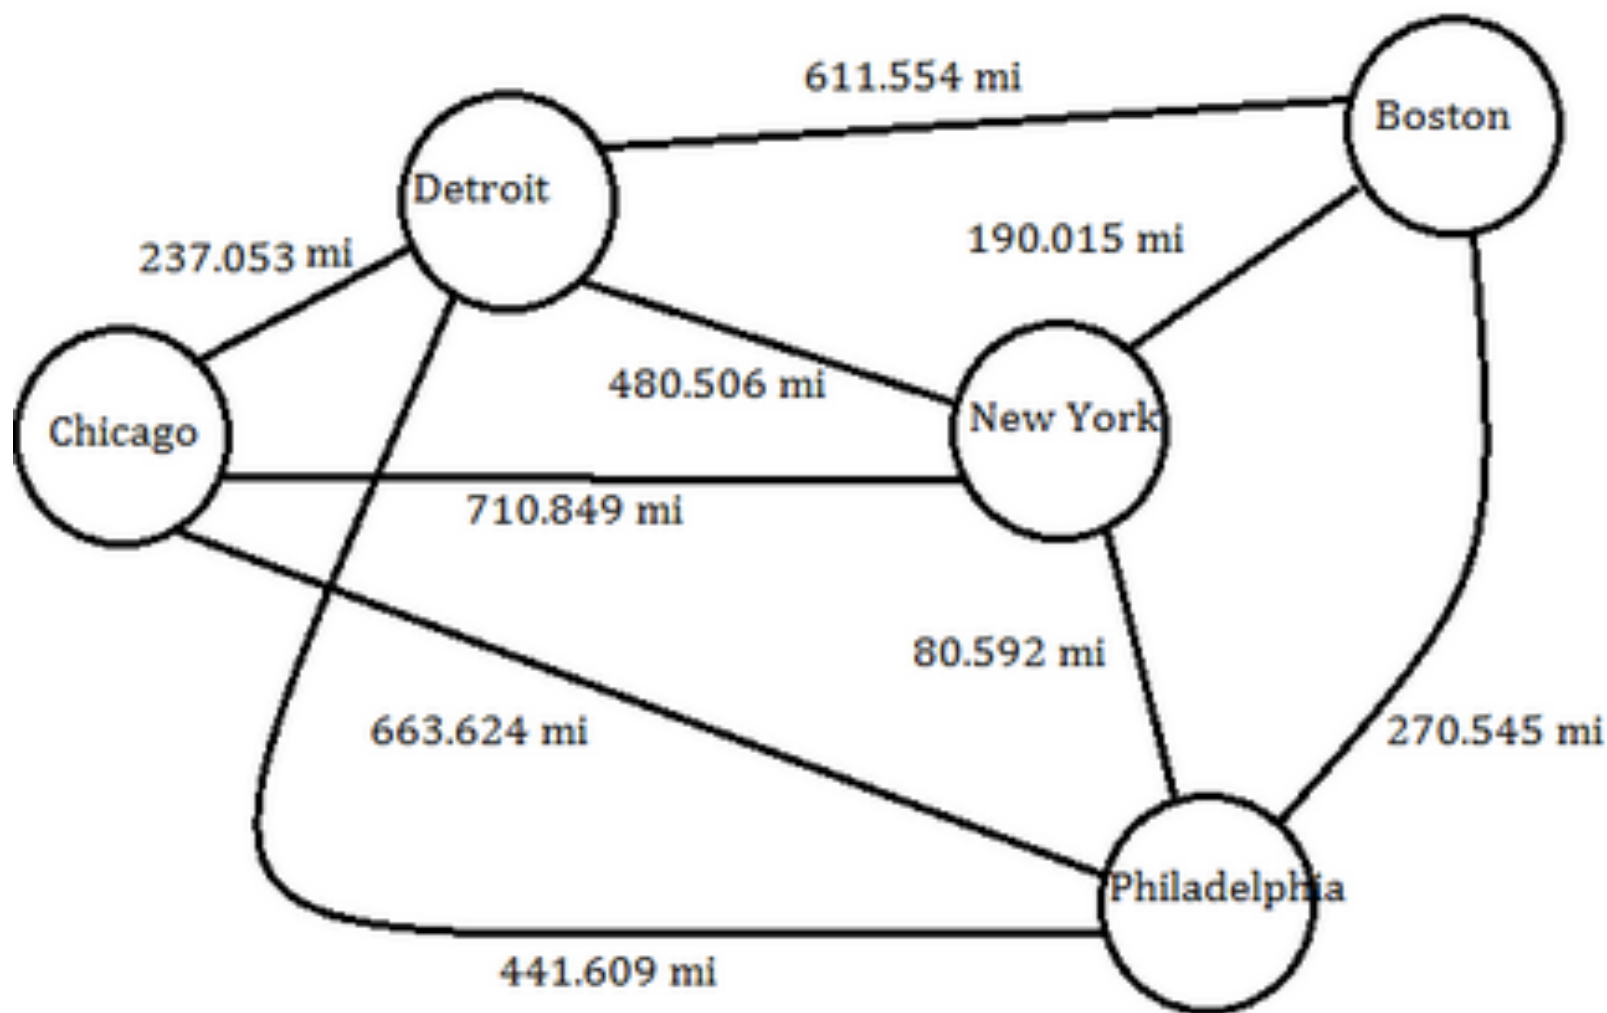 611.554 mi
Boston
Detroit
190.015 mi
237.053 mi
480.506 mi
New York
Chicago
710.849 mi
80.592 mi
663.624 mi
270.545 mi
Philadelphia
441.609 mi